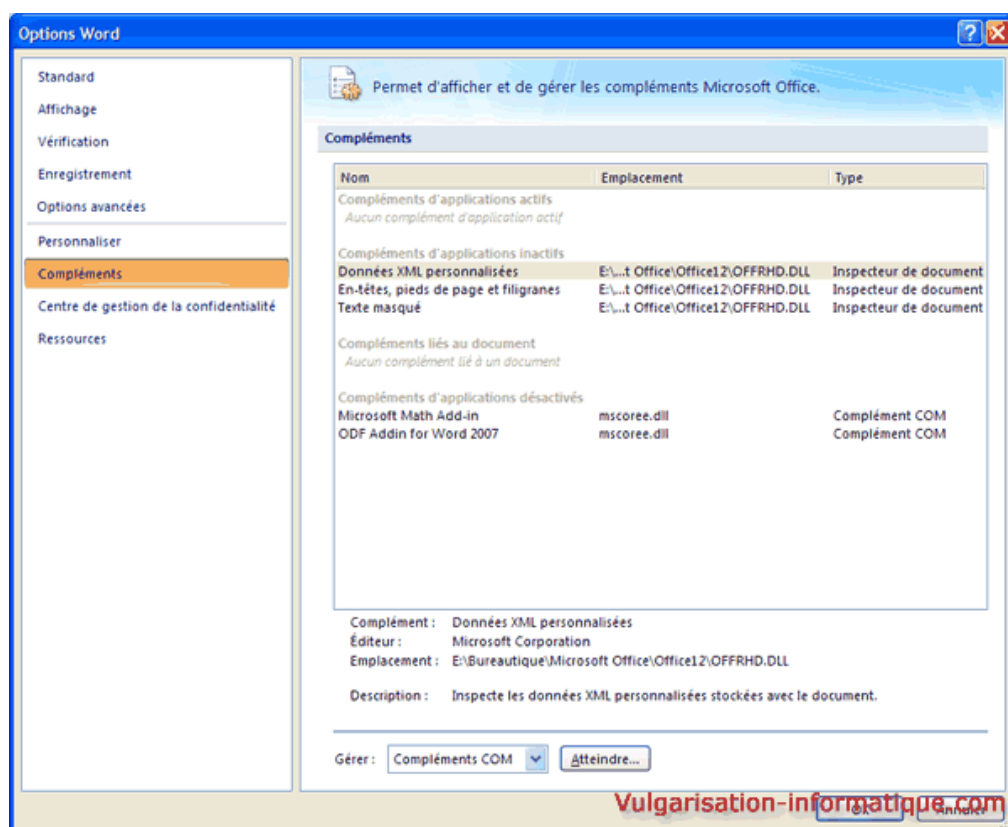 Options Word
Standard
Affichage
Vérification
Enregistrement
Options avancées
Personnaliser
Compléments
Centre de gestion de la confidentialité
Ressources
Permet d'afficher et de gérer les compléments Microsoft Office.
Compléments
Nom Emplacement Type
Compléments d'applications actifs
Aucun complément d'application actif
Compléments d'applications inactifs
Données XML personnalisées E:\...t Office\Office12\OFFRHD.DLL Inspecteur de document
En-têtes, pieds de page et filigranes E:\...t Office\Office12\OFFRHD.DLL Inspecteur de document
Texte masqué E:\...t Office\Office12\OFFRHD.DLL Inspecteur de document
Compléments liés au document
Aucun complément lié à un document
Compléments d'applications désactivés
Microsoft Math Add-in mscoree.dll Complément COM
ODF Addin for Word 2007 mscoree.dll Complément COM
Complément : Données XML personnalisées
Éditeur : Microsoft Corporation
Emplacement : E:\Bureautique\Microsoft Office\Office12\OFFRHD.DLL
Description : Inspecte les données XML personnalisées stockées avec le document.
Gérer : Compléments COM Atteindre...
OK Annuler
Vulgarisation-informatique.com